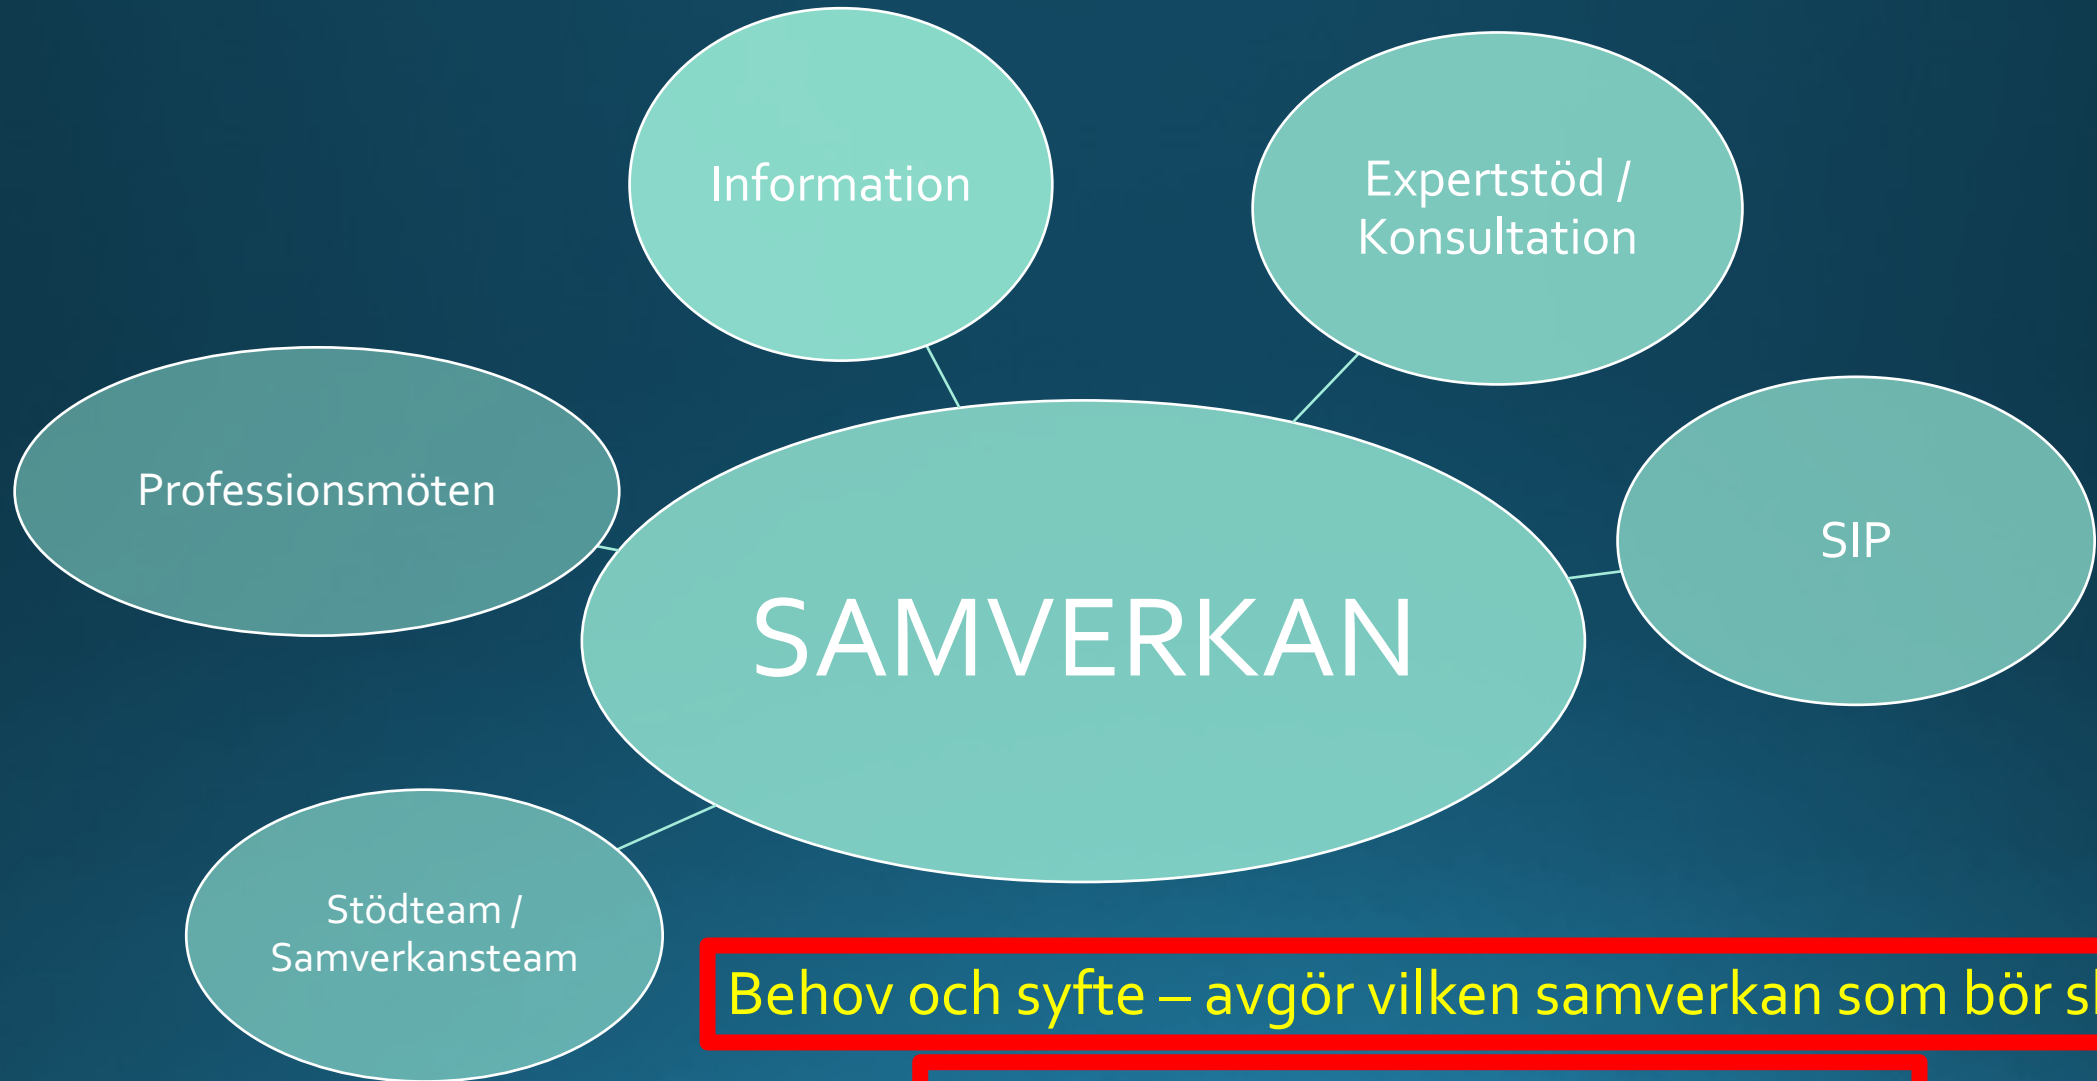 Information
Expertstöd /
Konsultation
Professionsmöten
SIP
SAMVERKAN
Stödteam /
Samverkansteam
Behov och syfte – avgör vilken samverkan som bör